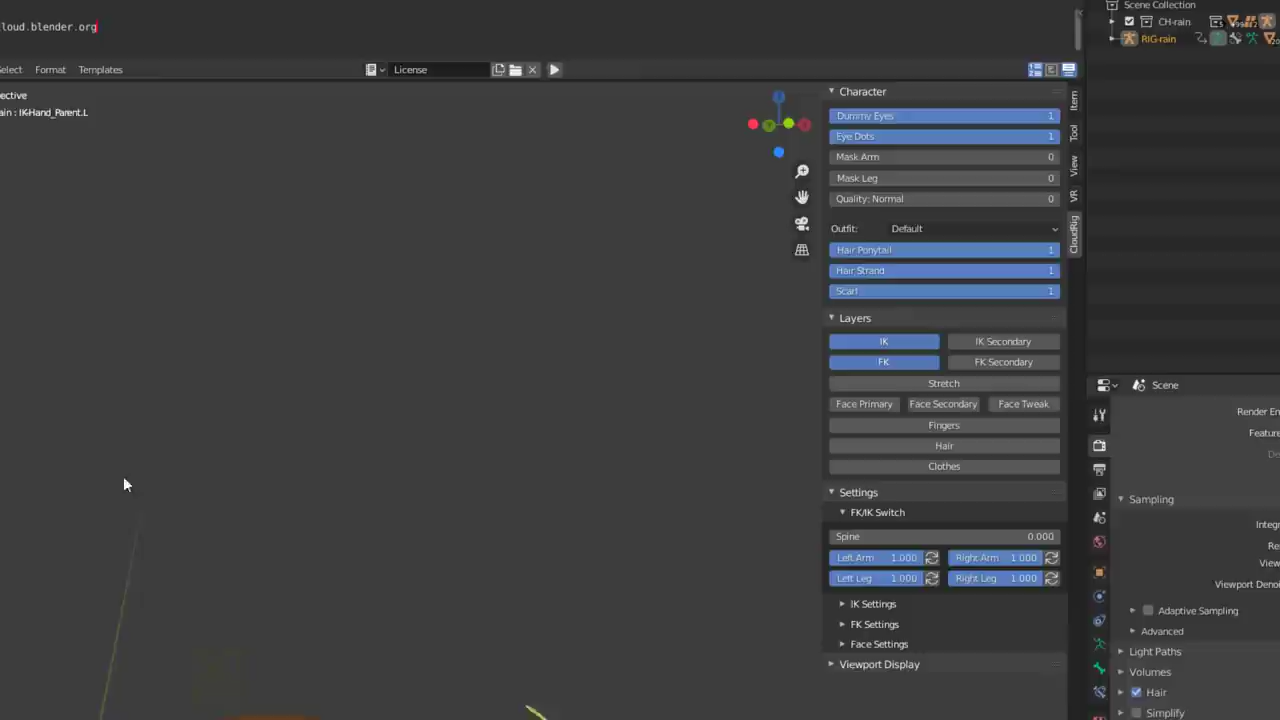 loud.blender.org
Scene Collection
CH-rain
RIG-rain
elect Format Templates
License
ective
ain : IK-Hand_Parent.L
Character
Dummy Eyes 1
Eye Dots 1
Mask Arm 0
Mask Leg 0
Quality: Normal 0
Outfit: Default
Hair Ponytail 1
Hair Strand 1
Scarf 1
Layers
IK IK Secondary
FK FK Secondary
Stretch
Face Primary Face Secondary Face Tweak
Fingers
Hair
Clothes
Settings
FK/IK Switch
Spine 0.000
Left Arm 1.000 Right Arm 1.000
Left Leg 1.000 Right Leg 1.000
IK Settings
FK Settings
Face Settings
Viewport Display
Item
Tool
View
VR
CloudRig
Scene
Render En
Feature
De
Sampling
Integr
Re
View
Viewport Denoi
Adaptive Sampling
Advanced
Light Paths
Volumes
Hair
Simplify